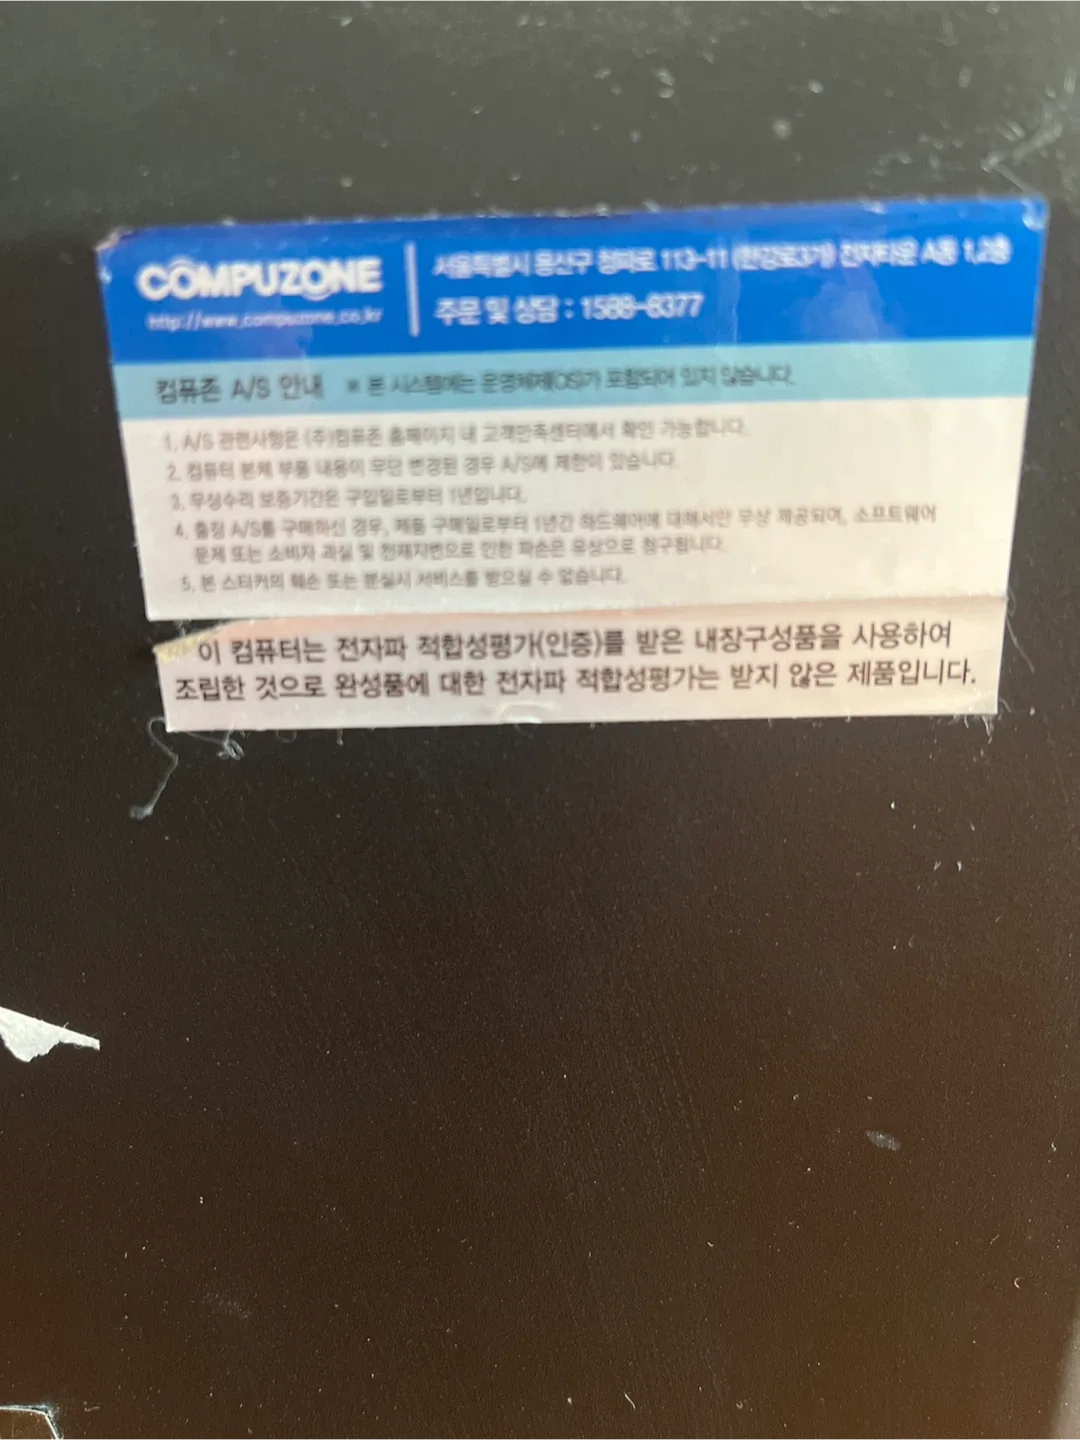 COMPUZONE
http://www.compuzone.co.kr
서울특별시 용산구 청파로 113-11 (한강로3가) 전자타운 A동 1,2층
주문 및 상담 : 1588-8377
컴퓨존 A/S 안내 ※ 본 시스템에는 운영체제(OS)가 포함되어 있지 않습니다.
1. A/S 관련사항은 (주)컴퓨존 홈페이지 내 고객만족센터에서 확인 가능합니다.
2. 컴퓨터 본체 부품 내용이 무단 변경된 경우 A/S에 제한이 있습니다.
3. 무상수리 보증기간은 구입일로부터 1년입니다.
4. 출장 A/S를 구매하신 경우, 제품 구매일로부터 1년간 하드웨어에 대해서만 무상 제공되며, 소프트웨어
문제 또는 소비자 과실 및 천재지변으로 인한 파손은 유상으로 청구됩니다.
5. 본 스티커의 훼손 또는 분실시 서비스를 받으실 수 없습니다.
이 컴퓨터는 전자파 적합성평가(인증)를 받은 내장구성품을 사용하여
조립한 것으로 완성품에 대한 전자파 적합성평가는 받지 않은 제품입니다.